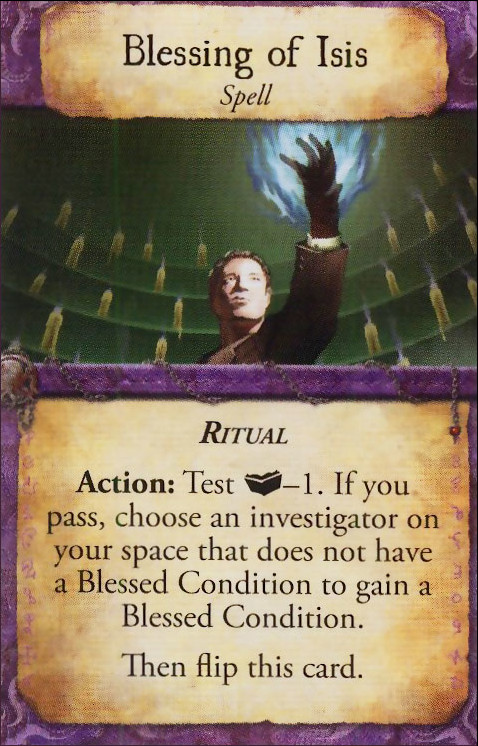 Blessing of Isis
Spell
RITUAL
Action: Test –1. If you
pass, choose an investigator on
your space that does not have
a Blessed Condition to gain a
Blessed Condition.
Then flip this card.